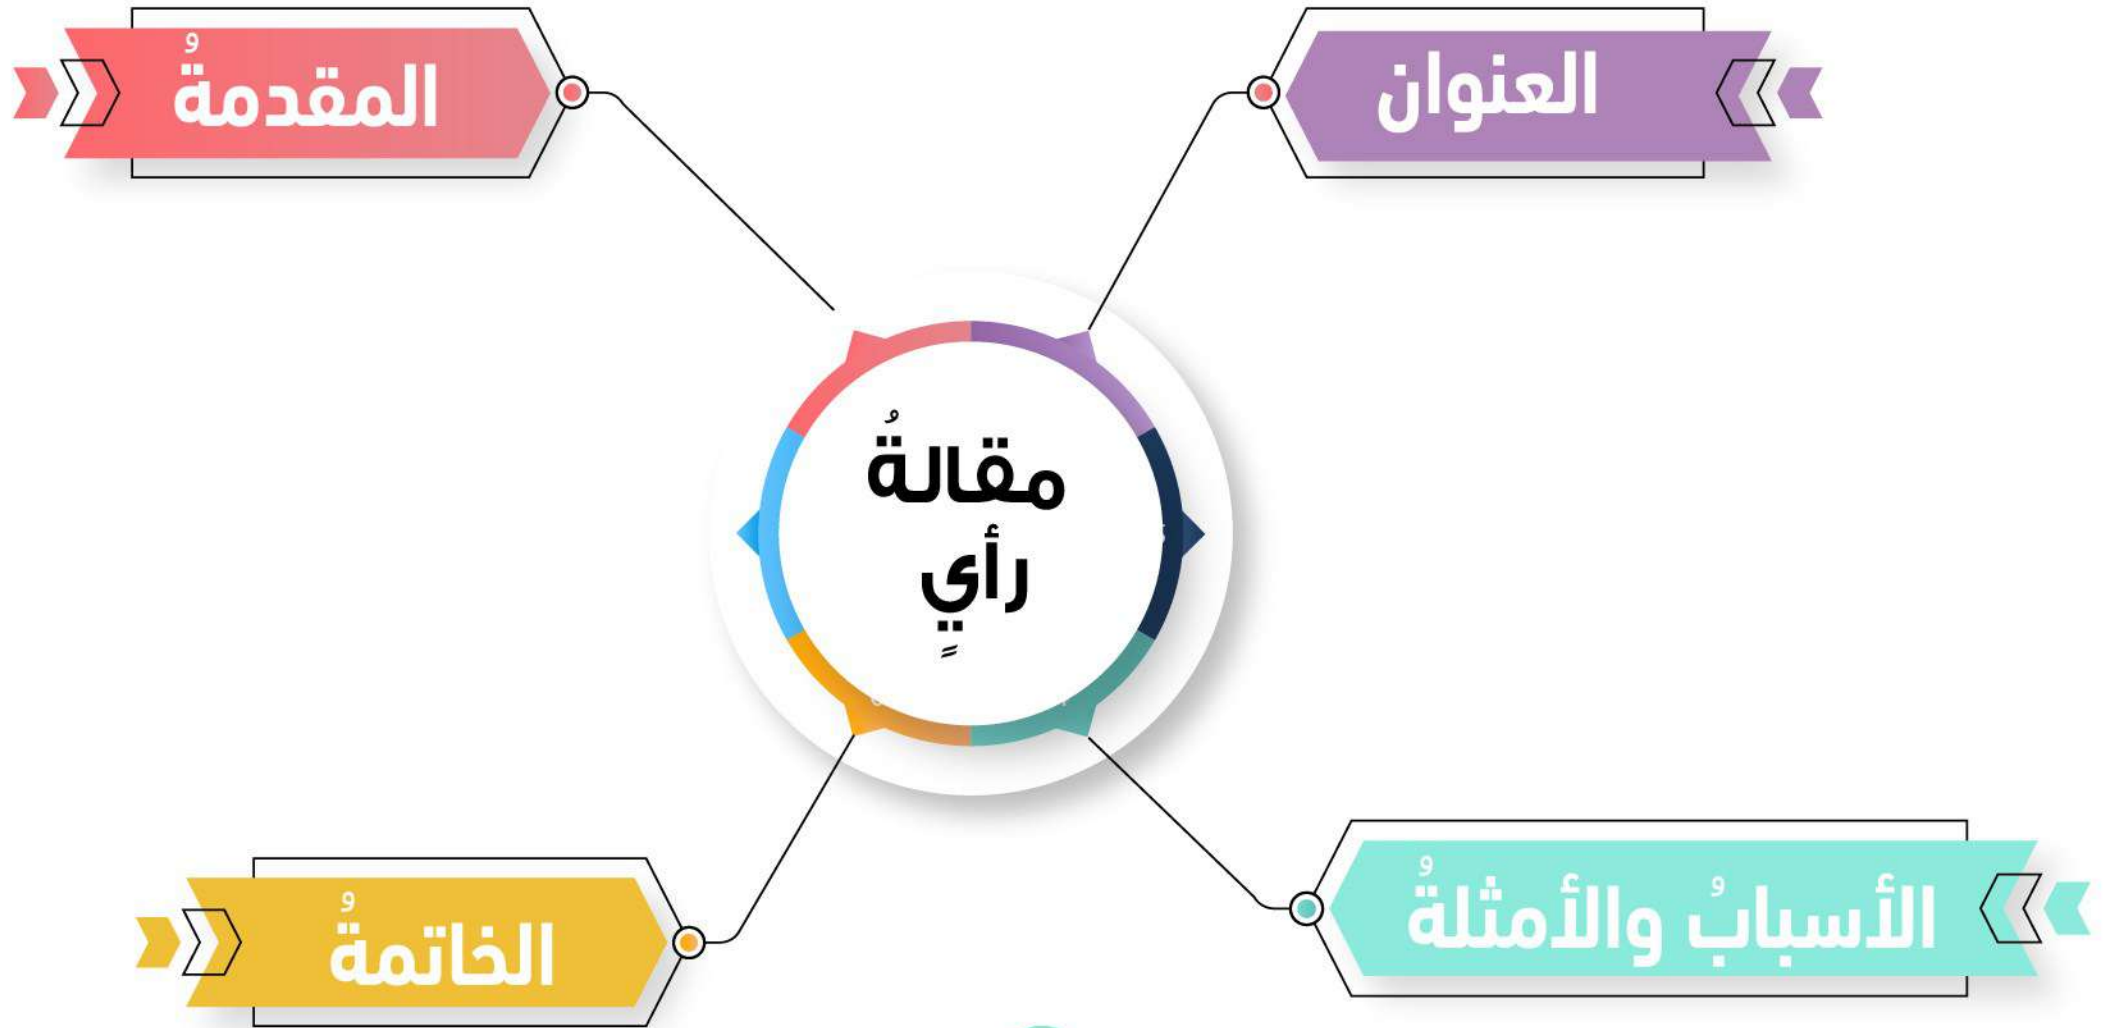 العنوان
المقدمةُ
مقالةُ
رأيٍ
الأسبابُ والأمثلةُ
الخاتمةُ